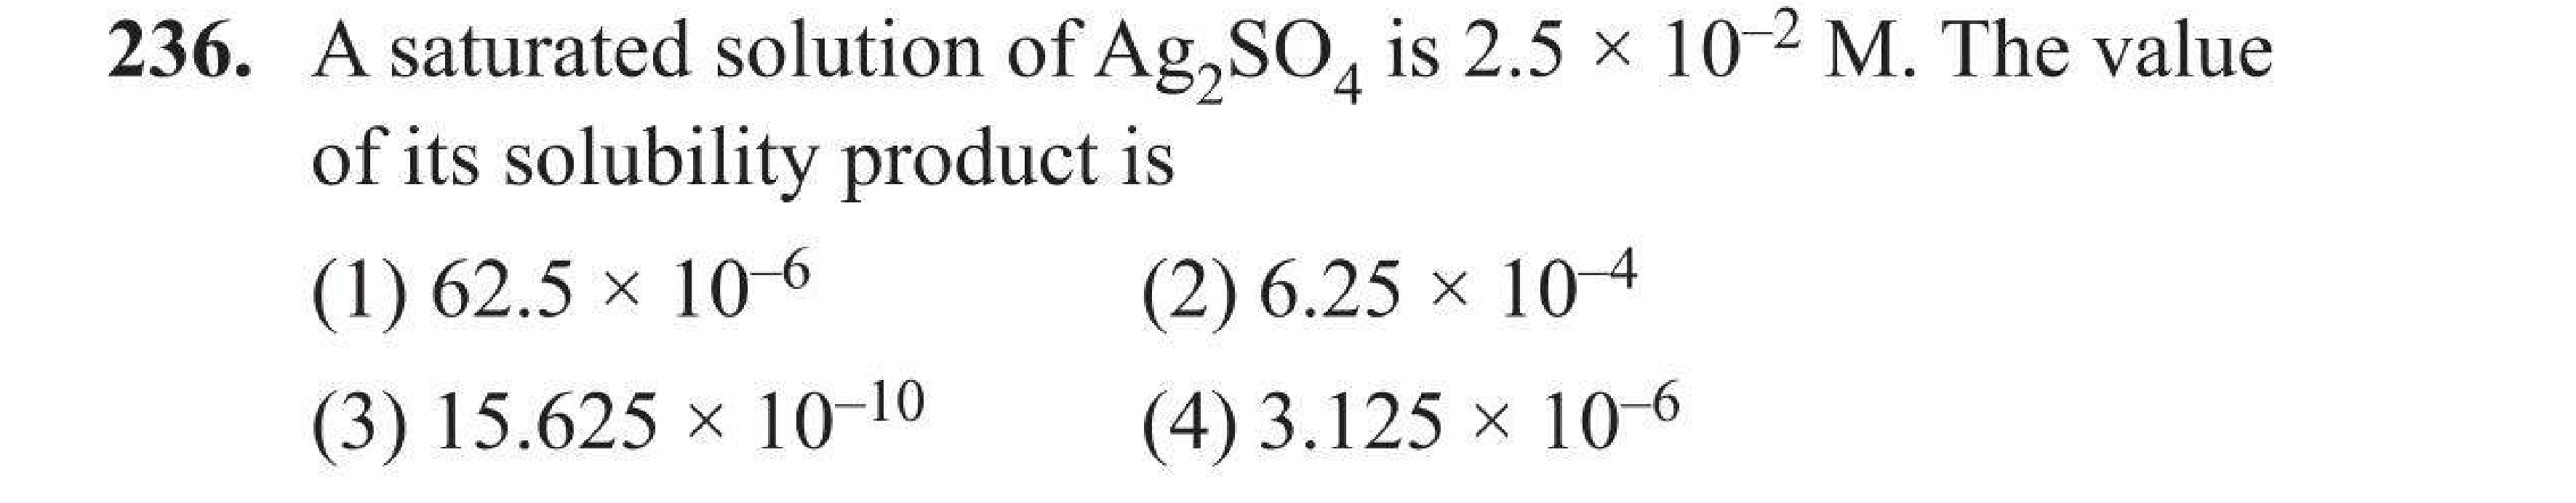 236. A saturated solution of Ag₂SO₄ is 2.5 × 10⁻² M. The value
of its solubility product is
(1) 62.5 × 10⁻⁶ (2) 6.25 × 10⁻⁴
(3) 15.625 × 10⁻¹⁰ (4) 3.125 × 10⁻⁶